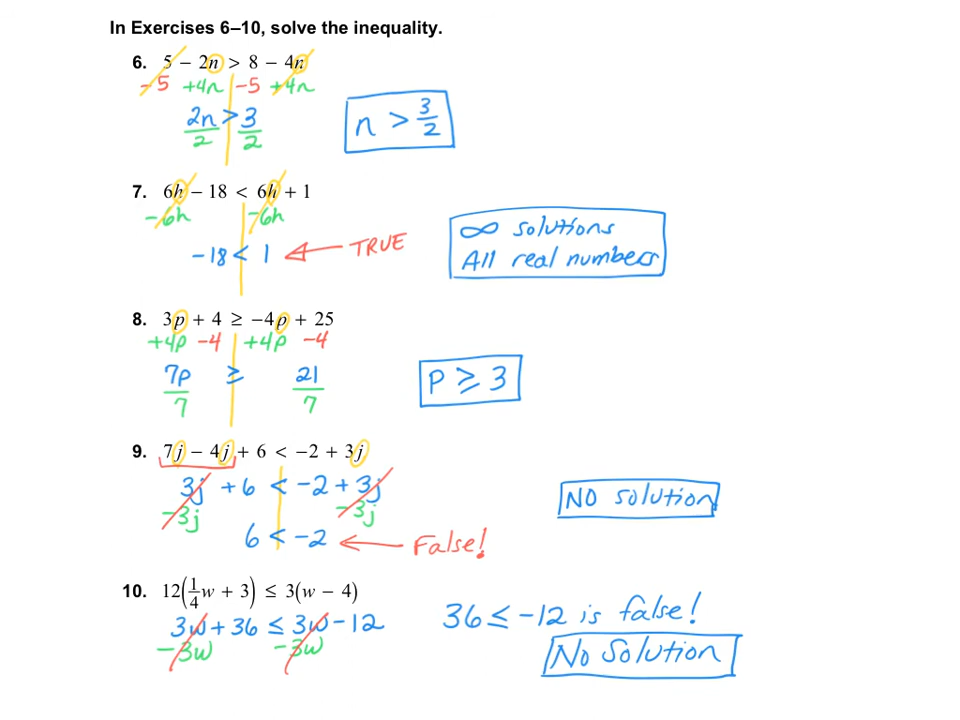 In Exercises 6–10, solve the inequality.
6. 5 − 2n > 8 − 4n
−5 +4n −5 +4n
2n > 3
2 2
n > 3/2
7. 6h − 18 < 6h + 1
−6h −6h
−18 < 1 TRUE
∞ solutions
All real numbers
8. 3p + 4 ≥ −4p + 25
+4p −4 +4p −4
7p ≥ 21
7 7
p ≥ 3
9. 7j − 4j + 6 < −2 + 3j
3j + 6 < −2 + 3j
−3j −3j
6 < −2 False!
NO solution
10. 12(1/4w + 3) ≤ 3(w − 4)
3w + 36 ≤ 3w − 12
−3w −3w
36 ≤ −12 is false!
No Solution